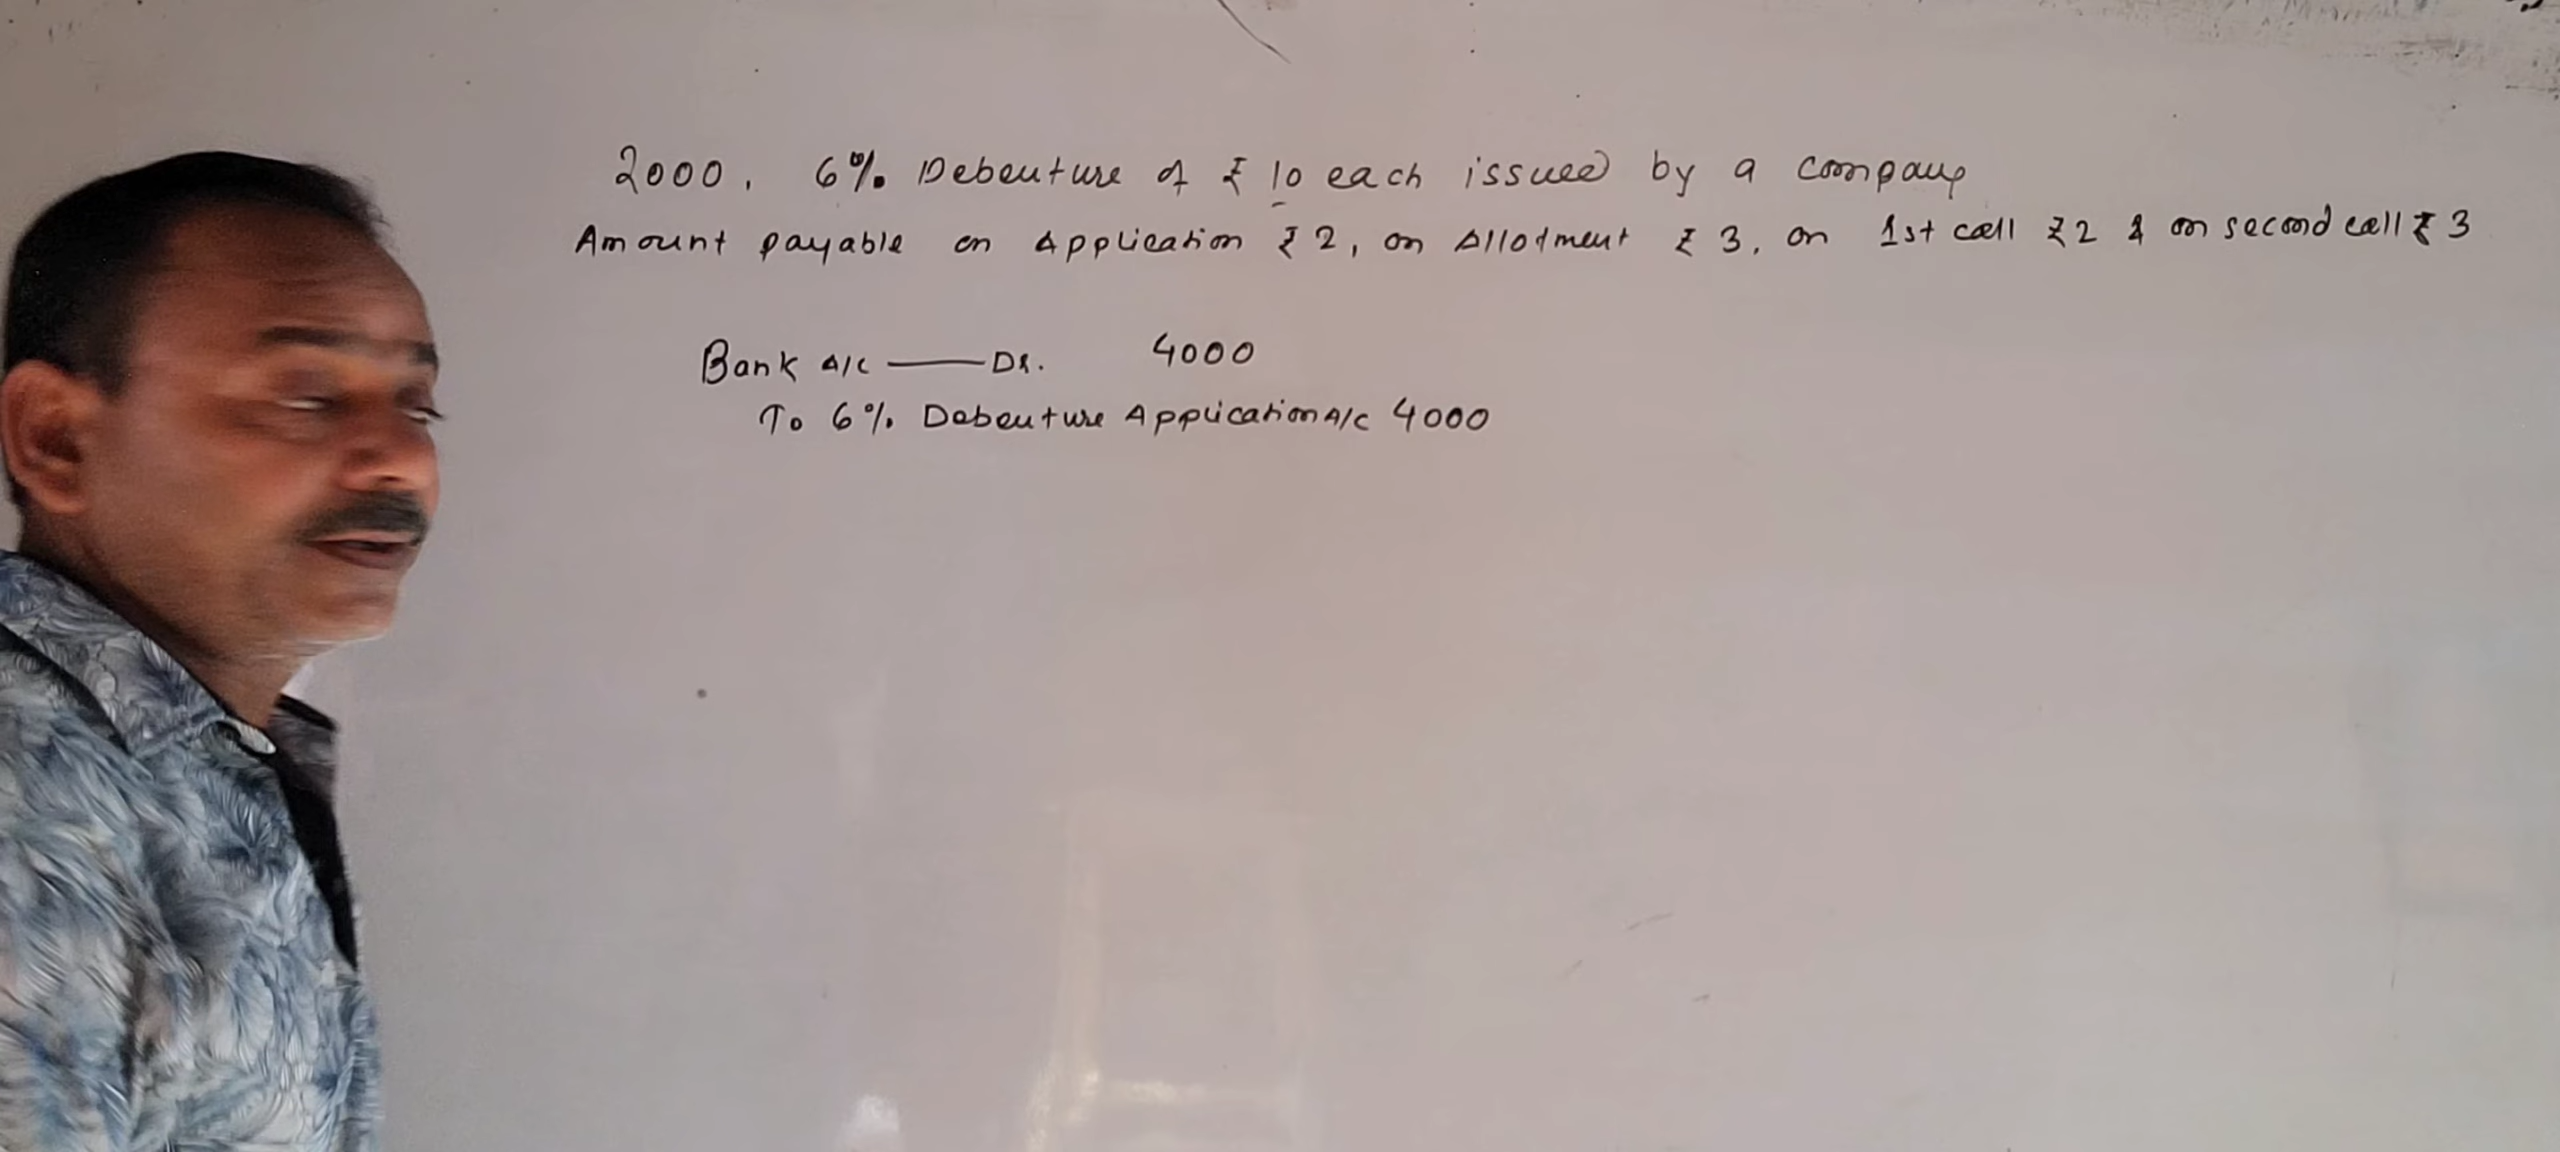 2000, 6% Debenture of ₹ 10 each issued by a company
Amount payable on Application ₹ 2, on Allotment ₹ 3, on 1st call ₹ 2 & on second call ₹ 3
Bank A/c —— Dr. 4000
To 6% Debenture Application A/c 4000